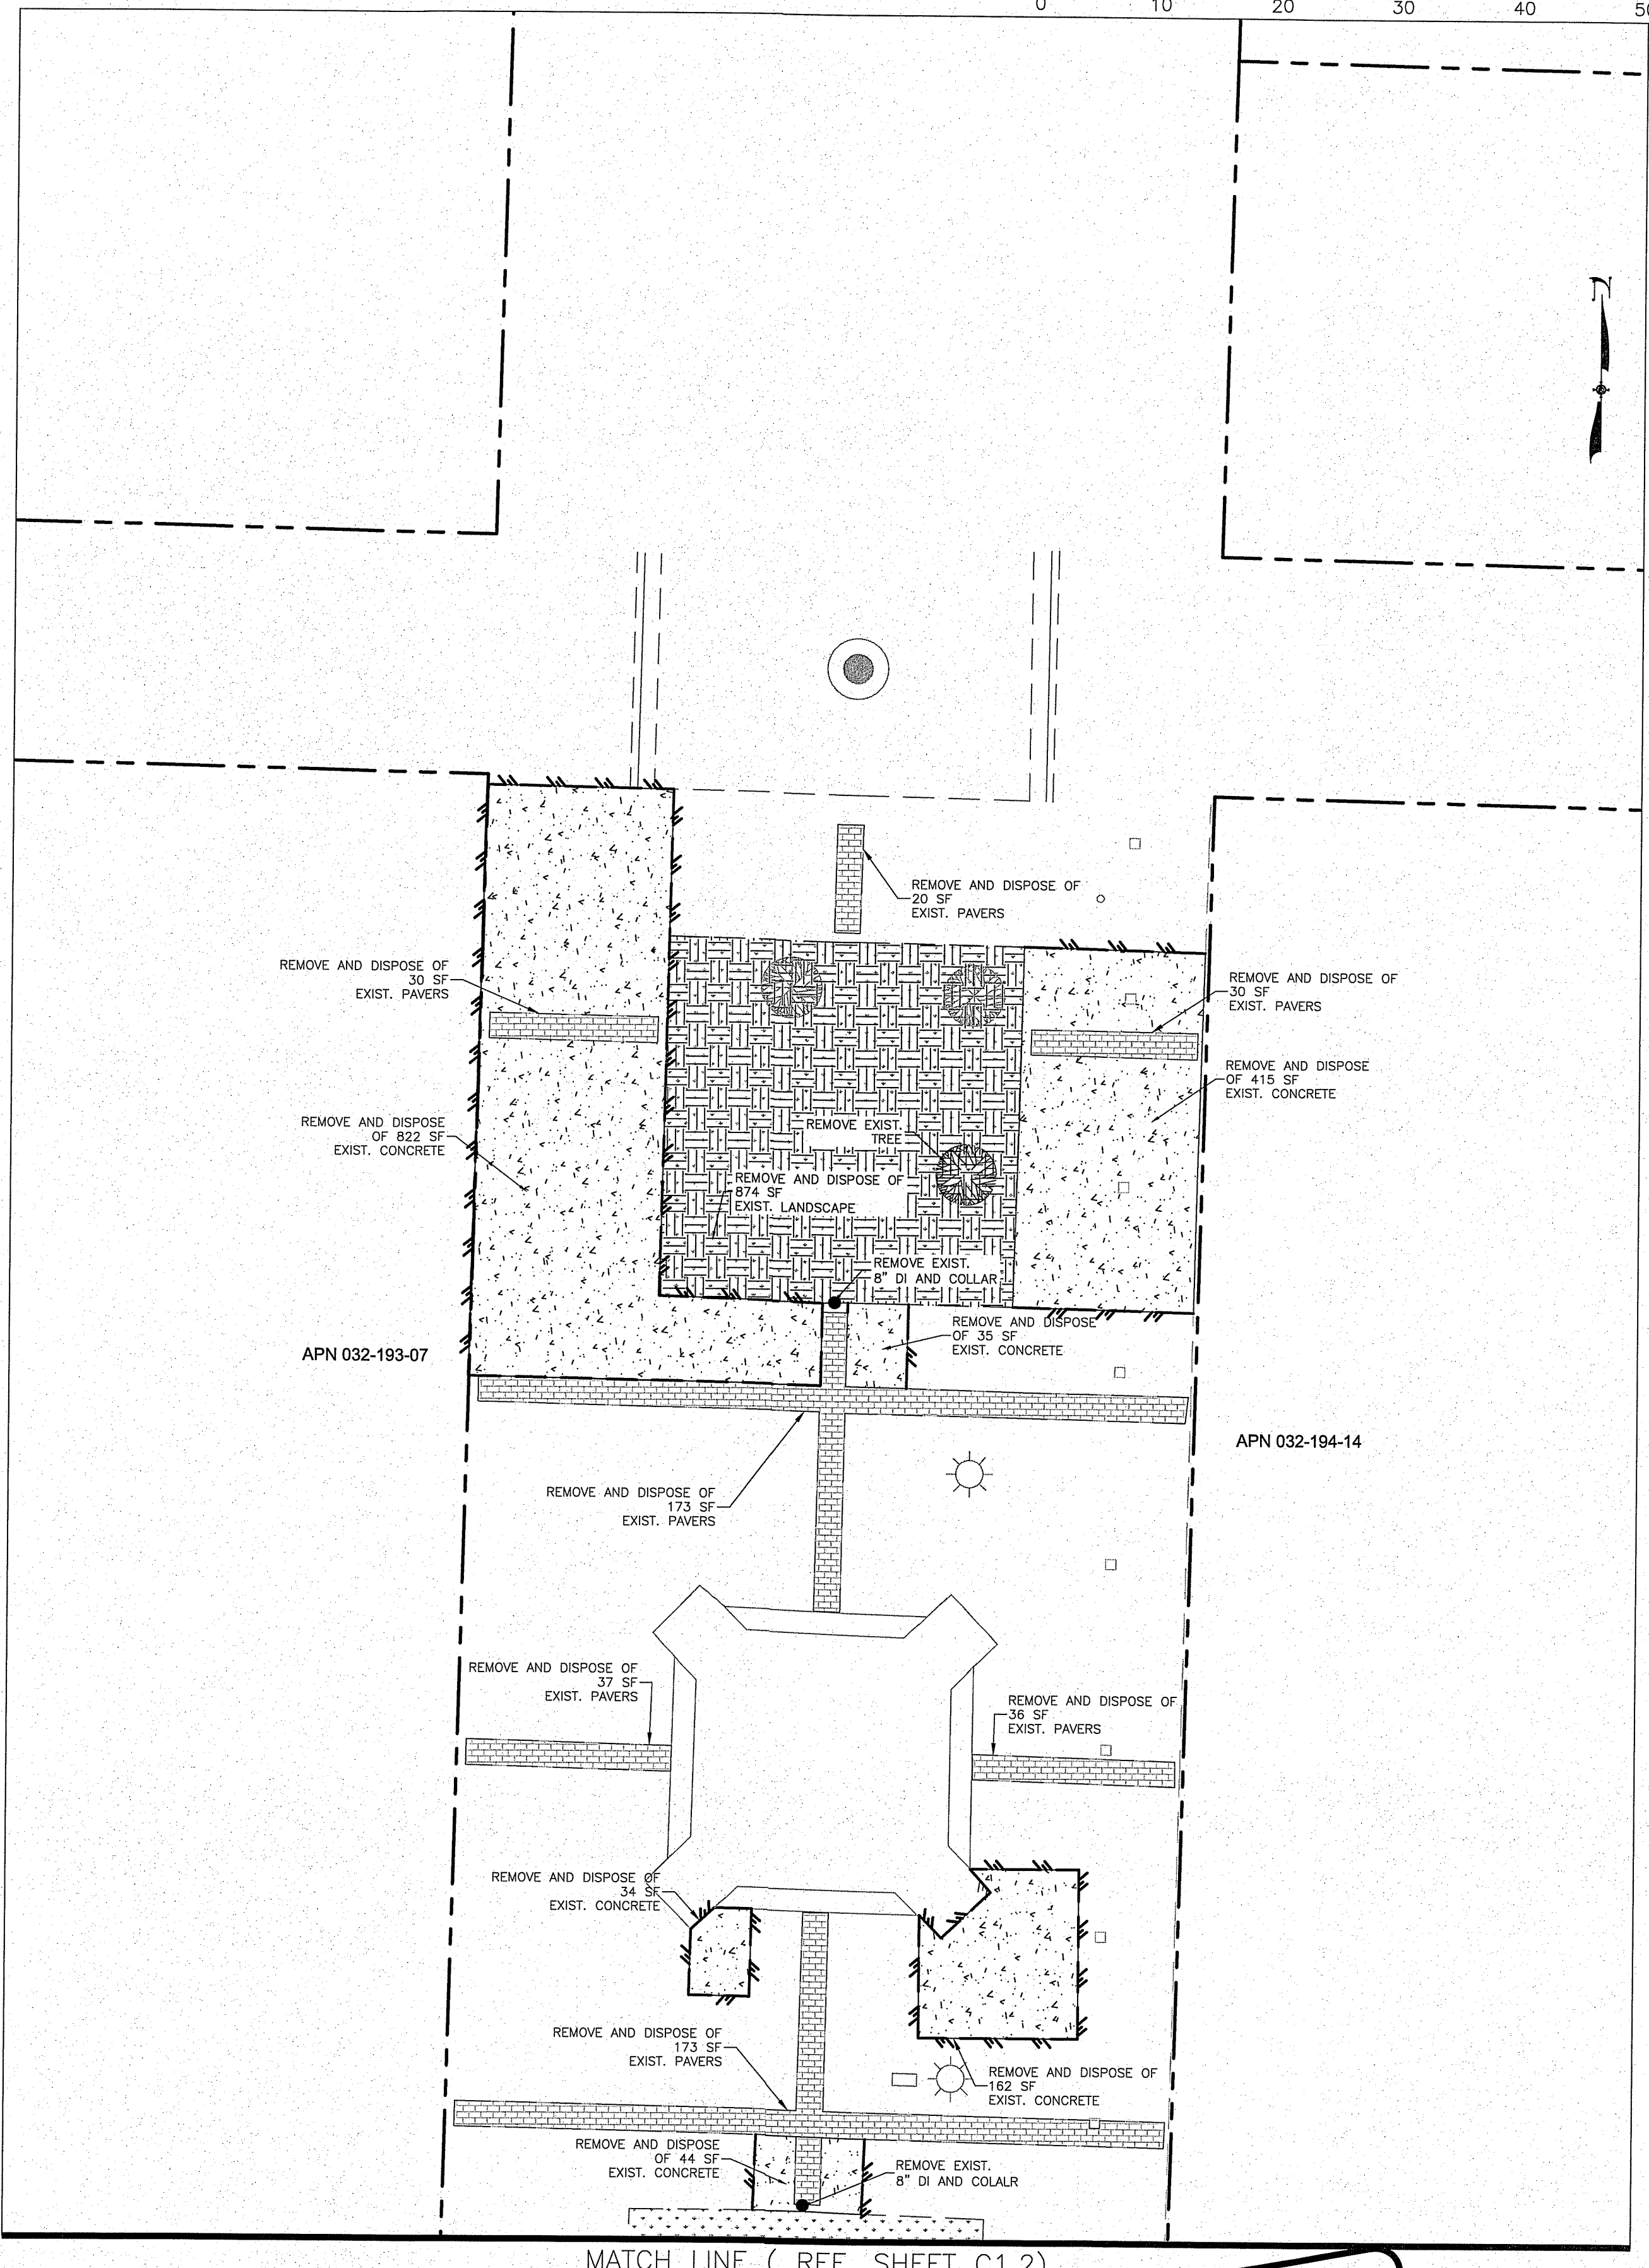 0 10 20 30 40 50
N
REMOVE AND DISPOSE OF
20 SF
EXIST. PAVERS
REMOVE AND DISPOSE OF
30 SF
EXIST. PAVERS
REMOVE AND DISPOSE OF
30 SF
EXIST. PAVERS
REMOVE AND DISPOSE
OF 415 SF
EXIST. CONCRETE
REMOVE AND DISPOSE
OF 822 SF
EXIST. CONCRETE
REMOVE EXIST.
TREE
REMOVE AND DISPOSE OF
874 SF
EXIST. LANDSCAPE
REMOVE EXIST.
8" DI AND COLLAR
REMOVE AND DISPOSE
OF 35 SF
EXIST. CONCRETE
APN 032-193-07
APN 032-194-14
REMOVE AND DISPOSE OF
173 SF
EXIST. PAVERS
REMOVE AND DISPOSE OF
37 SF
EXIST. PAVERS
REMOVE AND DISPOSE OF
36 SF
EXIST. PAVERS
REMOVE AND DISPOSE OF
34 SF
EXIST. CONCRETE
REMOVE AND DISPOSE OF
173 SF
EXIST. PAVERS
REMOVE AND DISPOSE OF
162 SF
EXIST. CONCRETE
REMOVE AND DISPOSE
OF 44 SF
EXIST. CONCRETE
REMOVE EXIST.
8" DI AND COLALR
MATCH LINE ( REF. SHEET C1.2)